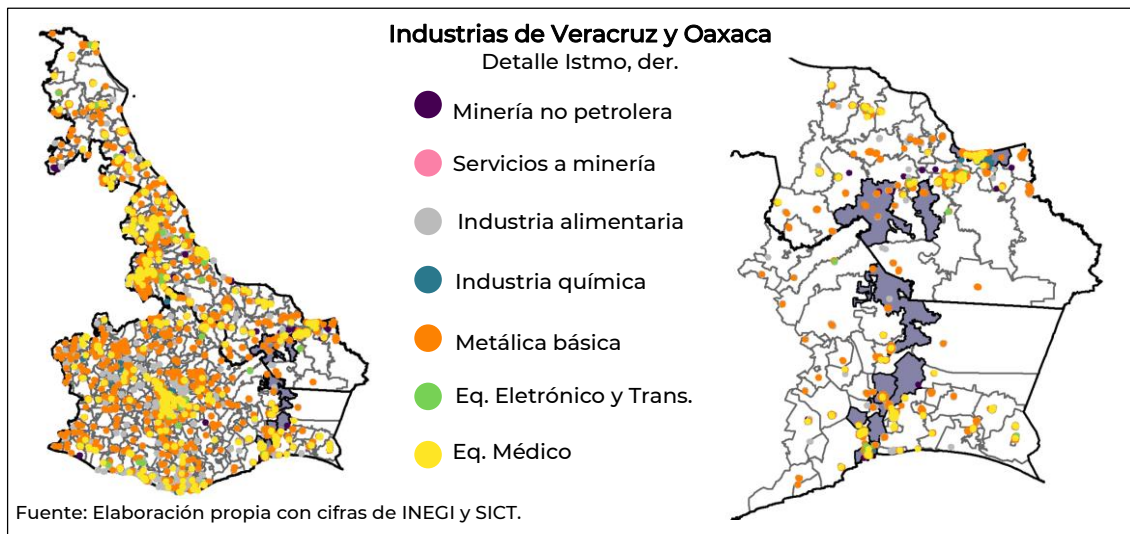 Industrias de Veracruz y Oaxaca
Detalle Istmo, der.
Minería no petrolera
Servicios a minería
Industria alimentaria
Industria química
Metálica básica
Eq. Eletrónico y Trans.
Eq. Médico
Fuente: Elaboración propia con cifras de INEGI y SICT.